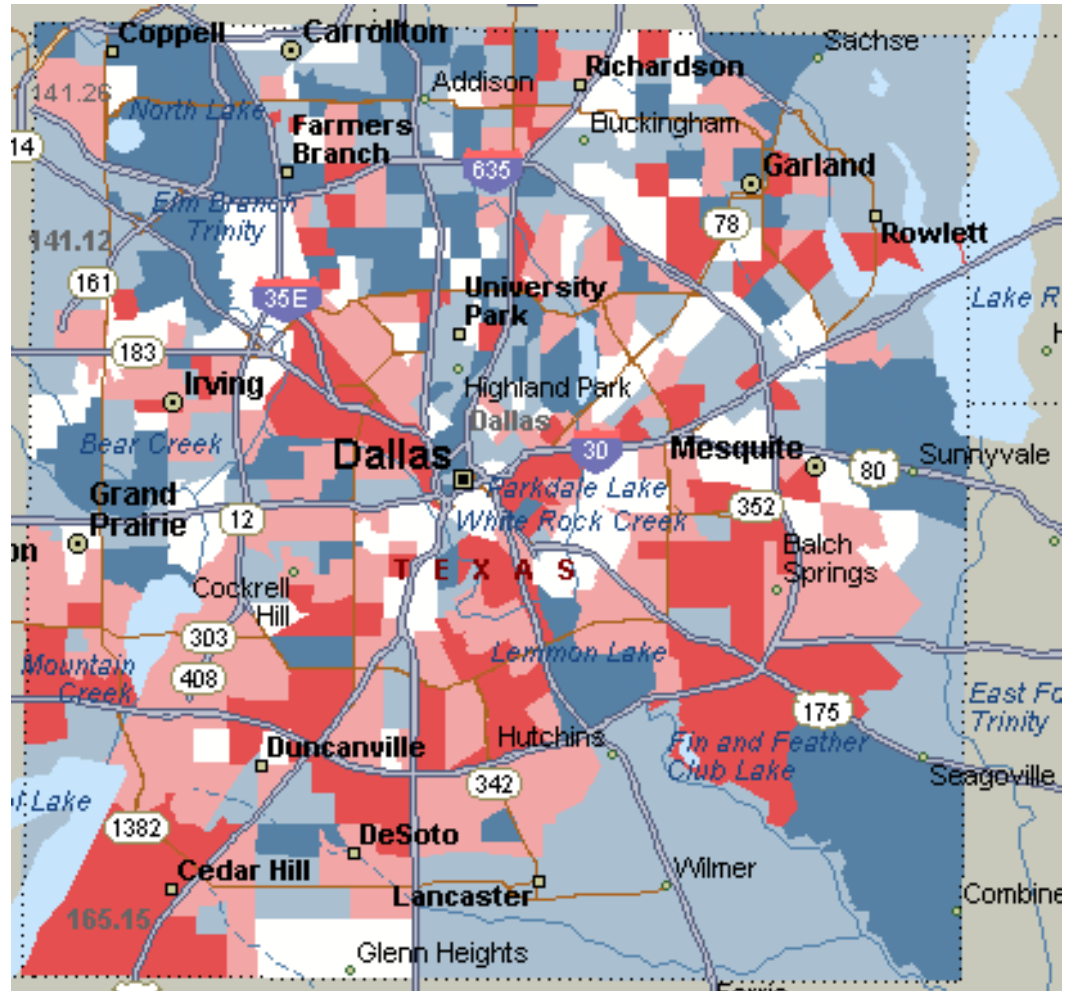 Coppell
Carrollton
Sachse
Addison
Richardson
141.26
North Lake
Farmers
Branch
Buckingham
14
635
Garland
Elm Branch
Trinity
78
Rowlett
141.12
161
35E
University
Park
Lake R
183
Irving
Highland Park
Dallas
Bear Creek
Dallas
30
Mesquite
80
Sunnyvale
Grand
Prairie
Parkdale Lake
12
White Rock Creek
352
on
Balch
Springs
TEXAS
Cockrell
Hill
303
Lemmon Lake
Mountain
Creek
408
East Fo
Trinity
175
Duncanville
Hutchins
Fin and Feather
Club Lake
342
Seagoville
ol Lake
1382
DeSoto
Cedar Hill
Wilmer
Lancaster
Combine
165.15
Glenn Heights